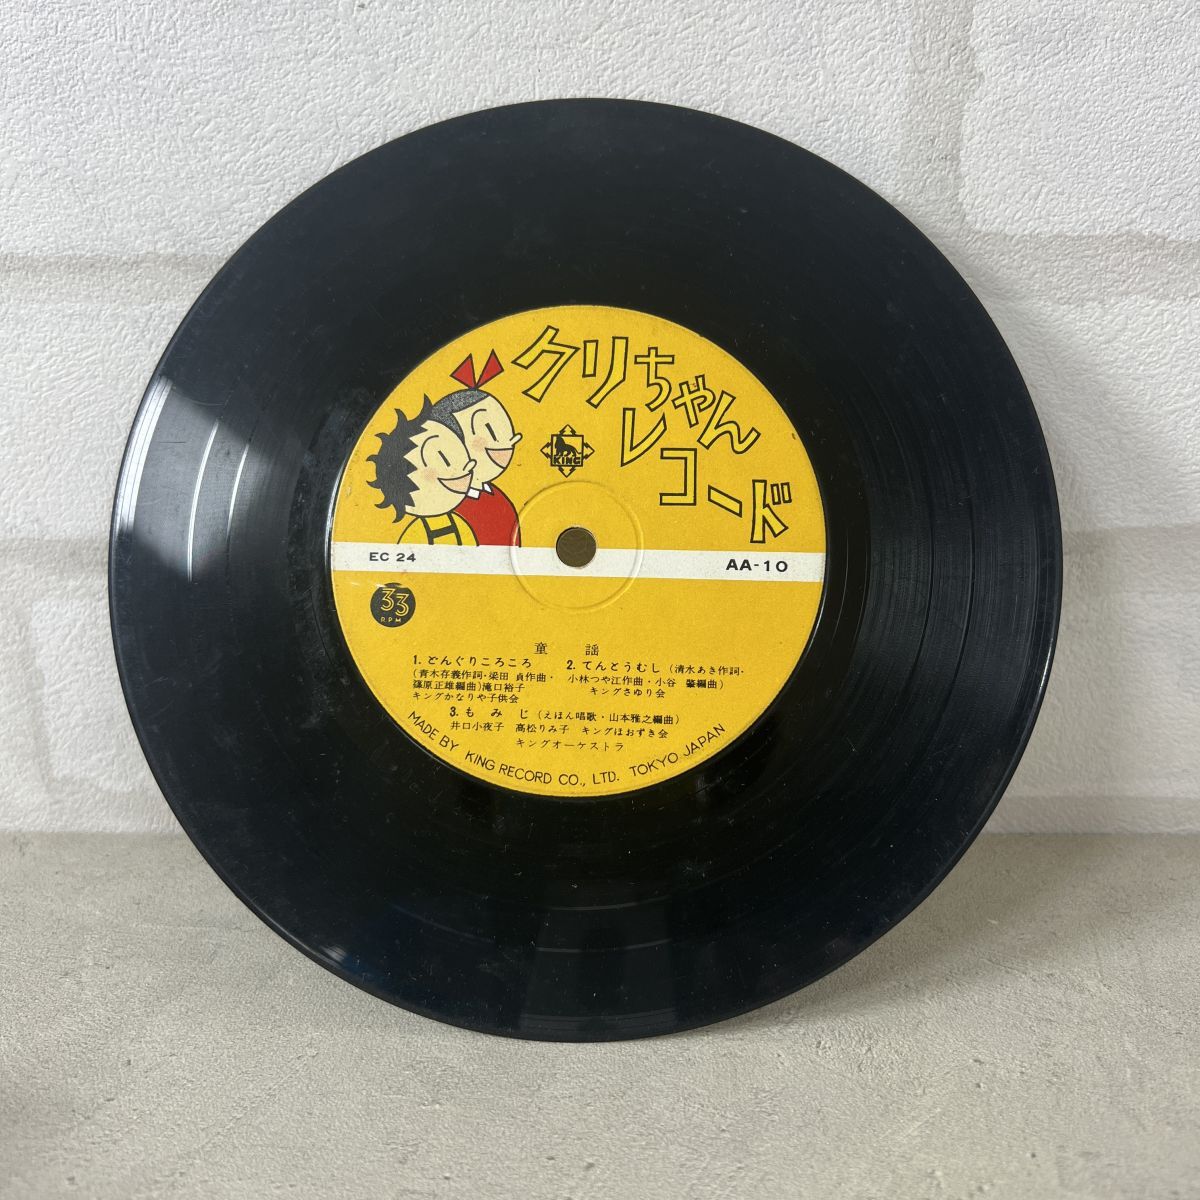 クリちゃん
レコード
KING
EC 24
AA-10
33
R.P.M
童謡
1. どんぐりころころ
(青木存義作詞・梁田 貞作曲・
篠原正雄編曲)滝口裕子
キングかなりや子供会
2. てんとうむし(清水あき作詞・
小林つや江作曲・小谷 肇編曲)
キングさゆり会
3. もみじ(えほん唱歌・山本雅之編曲)
井口小夜子 高松りみ子 キングほおずき会
キングオーケストラ
MADE BY KING RECORD CO., LTD. TOKYO JAPAN